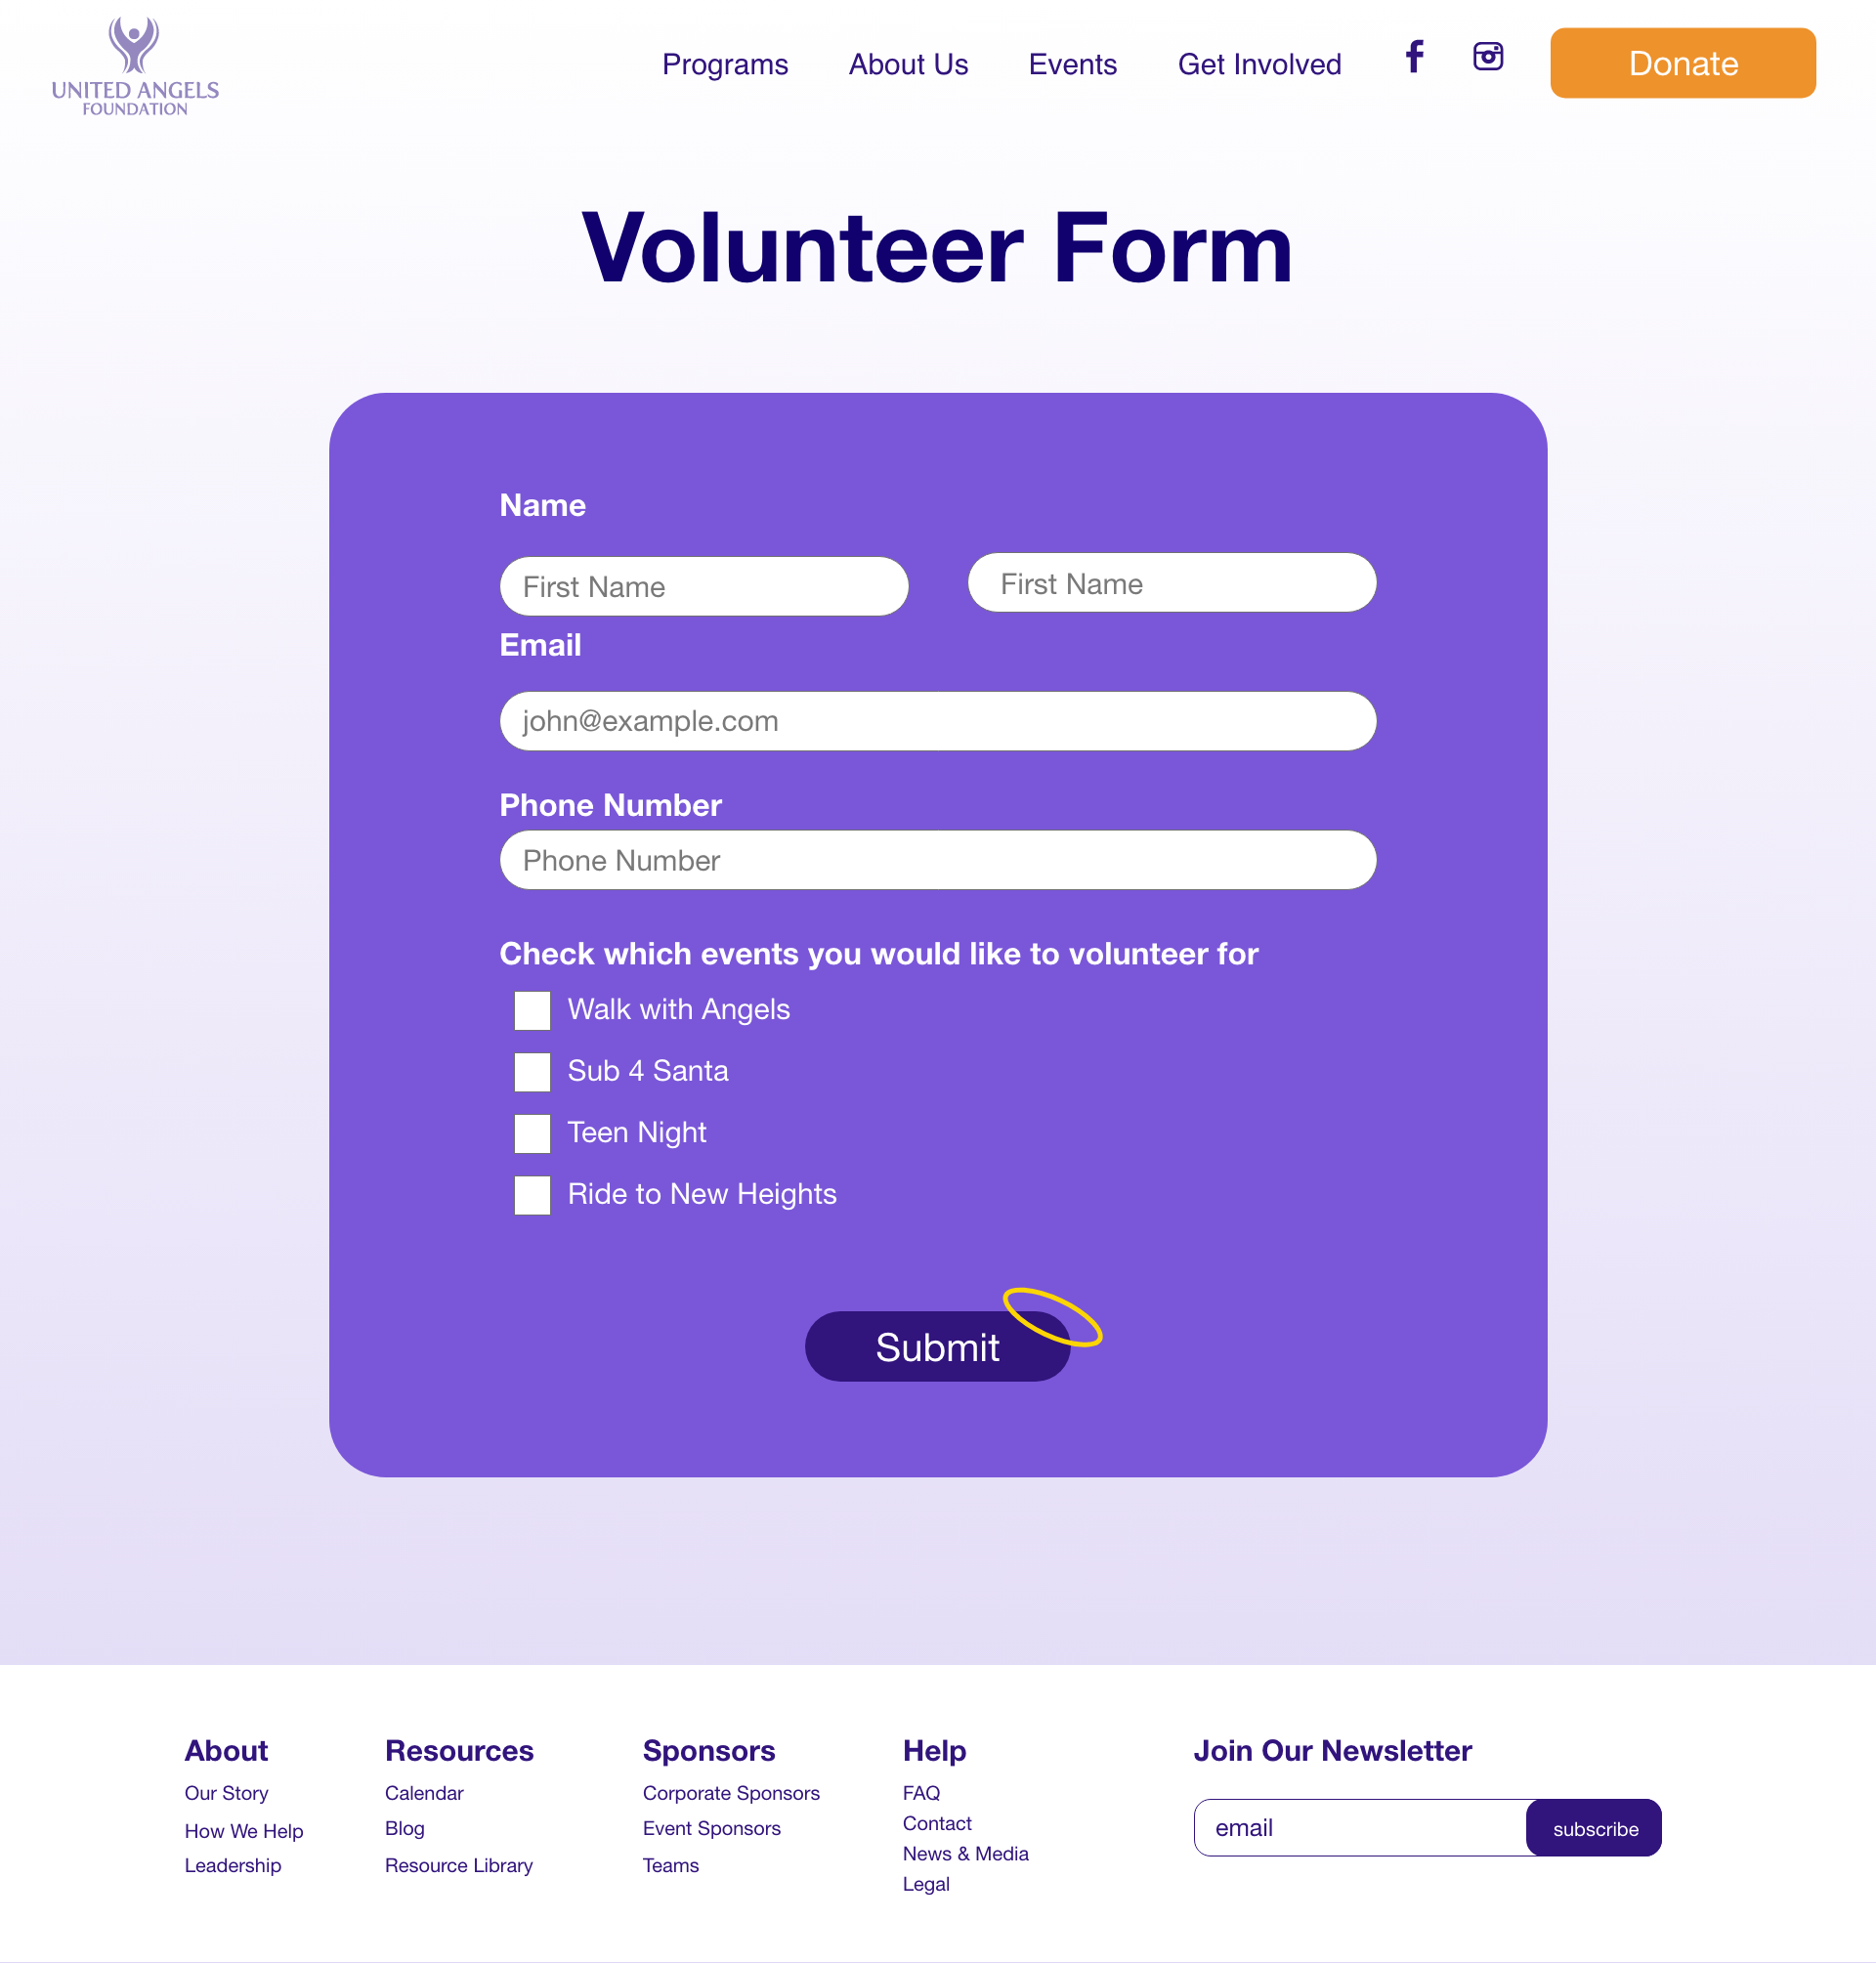 UNITED ANGELS
FOUNDATION
Programs
About Us
Events
Get Involved
Donate
Volunteer Form
Name
First Name
First Name
Email
john@example.com
Phone Number
Phone Number
Check which events you would like to volunteer for
Walk with Angels
Sub 4 Santa
Teen Night
Ride to New Heights
Submit
About
Our Story
How We Help
Leadership
Resources
Calendar
Blog
Resource Library
Sponsors
Corporate Sponsors
Event Sponsors
Teams
Help
FAQ
Contact
News & Media
Legal
Join Our Newsletter
email
subscribe